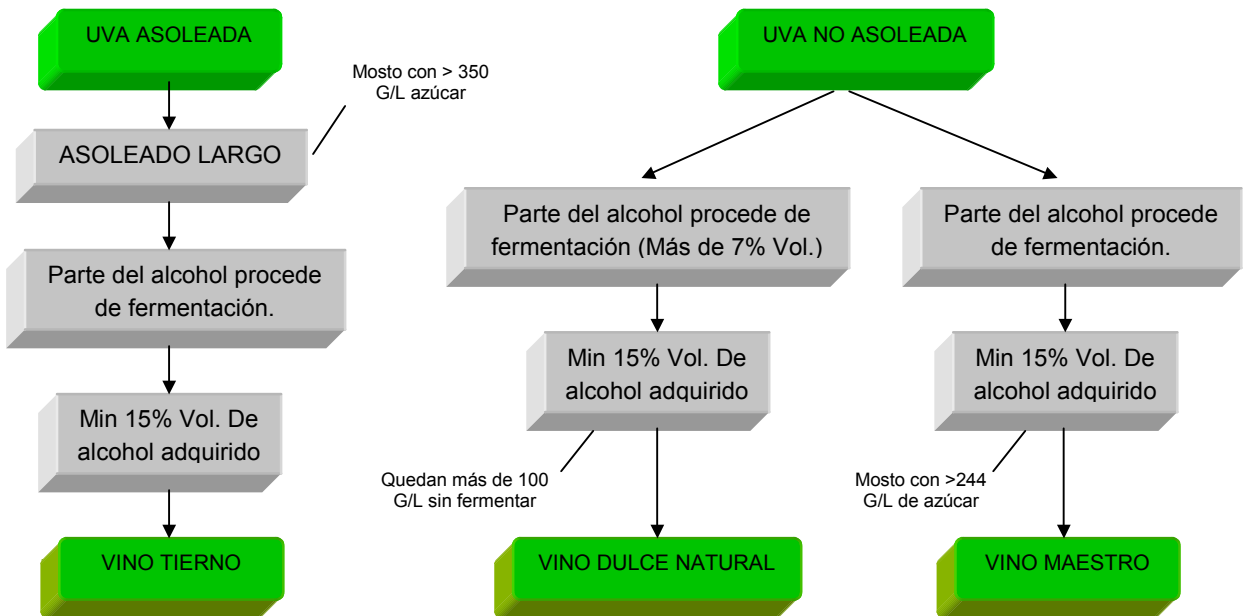 UVA ASOLEADA
Mosto con > 350
G/L azúcar
ASOLEADO LARGO
Parte del alcohol procede
de fermentación.
Min 15% Vol. De
alcohol adquirido
VINO TIERNO
UVA NO ASOLEADA
Parte del alcohol procede de
fermentación (Más de 7% Vol.)
Min 15% Vol. De
alcohol adquirido
Quedan más de 100
G/L sin fermentar
VINO DULCE NATURAL
Parte del alcohol procede
de fermentación.
Min 15% Vol. De
alcohol adquirido
Mosto con >244
G/L de azúcar
VINO MAESTRO